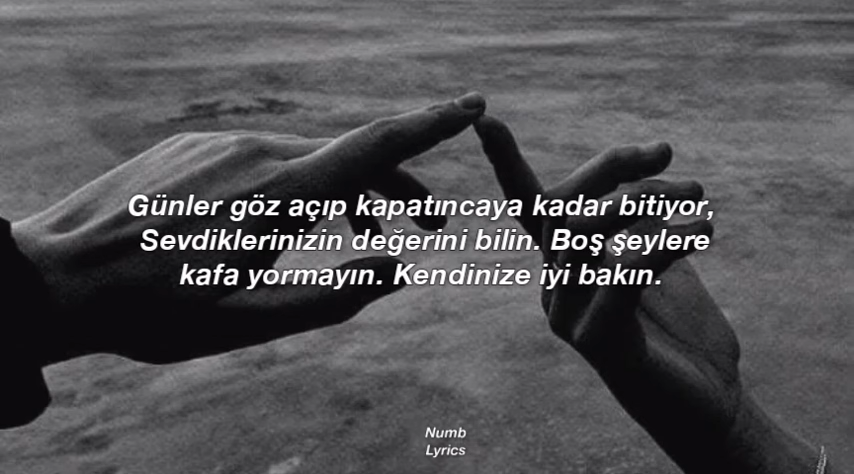 Günler göz açıp kapatıncaya kadar bitiyor,
Sevdiklerinizin değerini bilin. Boş şeylere
kafa yormayın. Kendinize iyi bakın.
Numb
Lyrics